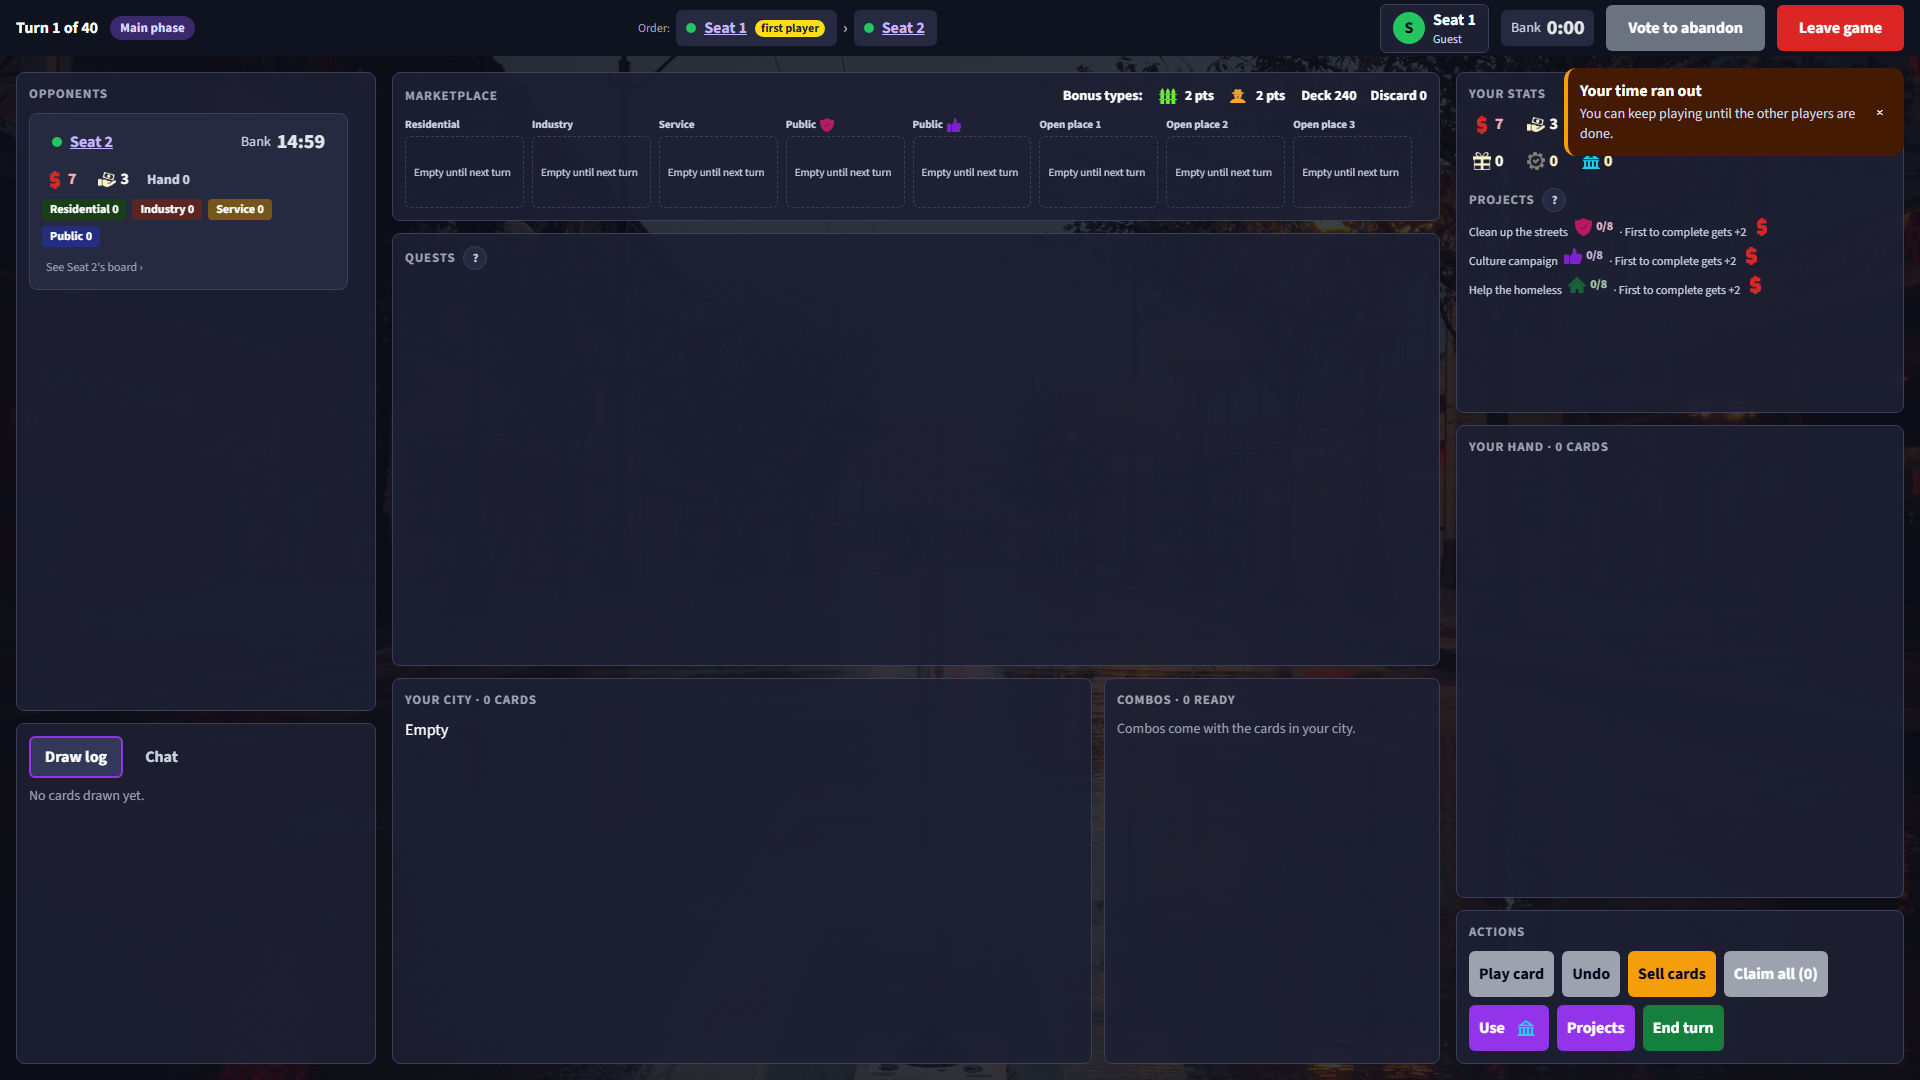 Turn 1 of 40
Main phase
Order:
Seat 1
first player
›
Seat 2
S
Seat 1
Guest
Bank 0:00
Vote to abandon
Leave game
OPPONENTS
Seat 2
Bank 14:59
7
3
Hand 0
Residential 0
Industry 0
Service 0
Public 0
See Seat 2's board ›
Draw log
Chat
No cards drawn yet.
MARKETPLACE
Bonus types:
2 pts
2 pts
Deck 240
Discard 0
Residential
Industry
Service
Public
Public
Open place 1
Open place 2
Open place 3
Empty until next turn
Empty until next turn
Empty until next turn
Empty until next turn
Empty until next turn
Empty until next turn
Empty until next turn
Empty until next turn
QUESTS
?
YOUR CITY · 0 CARDS
Empty
COMBOS · 0 READY
Combos come with the cards in your city.
YOUR STATS
7
3
0
0
0
Your time ran out
You can keep playing until the other players are
done.
×
PROJECTS
?
Clean up the streets 0/8 · First to complete gets +2
Culture campaign 0/8 · First to complete gets +2
Help the homeless 0/8 · First to complete gets +2
YOUR HAND · 0 CARDS
ACTIONS
Play card
Undo
Sell cards
Claim all (0)
Use
Projects
End turn